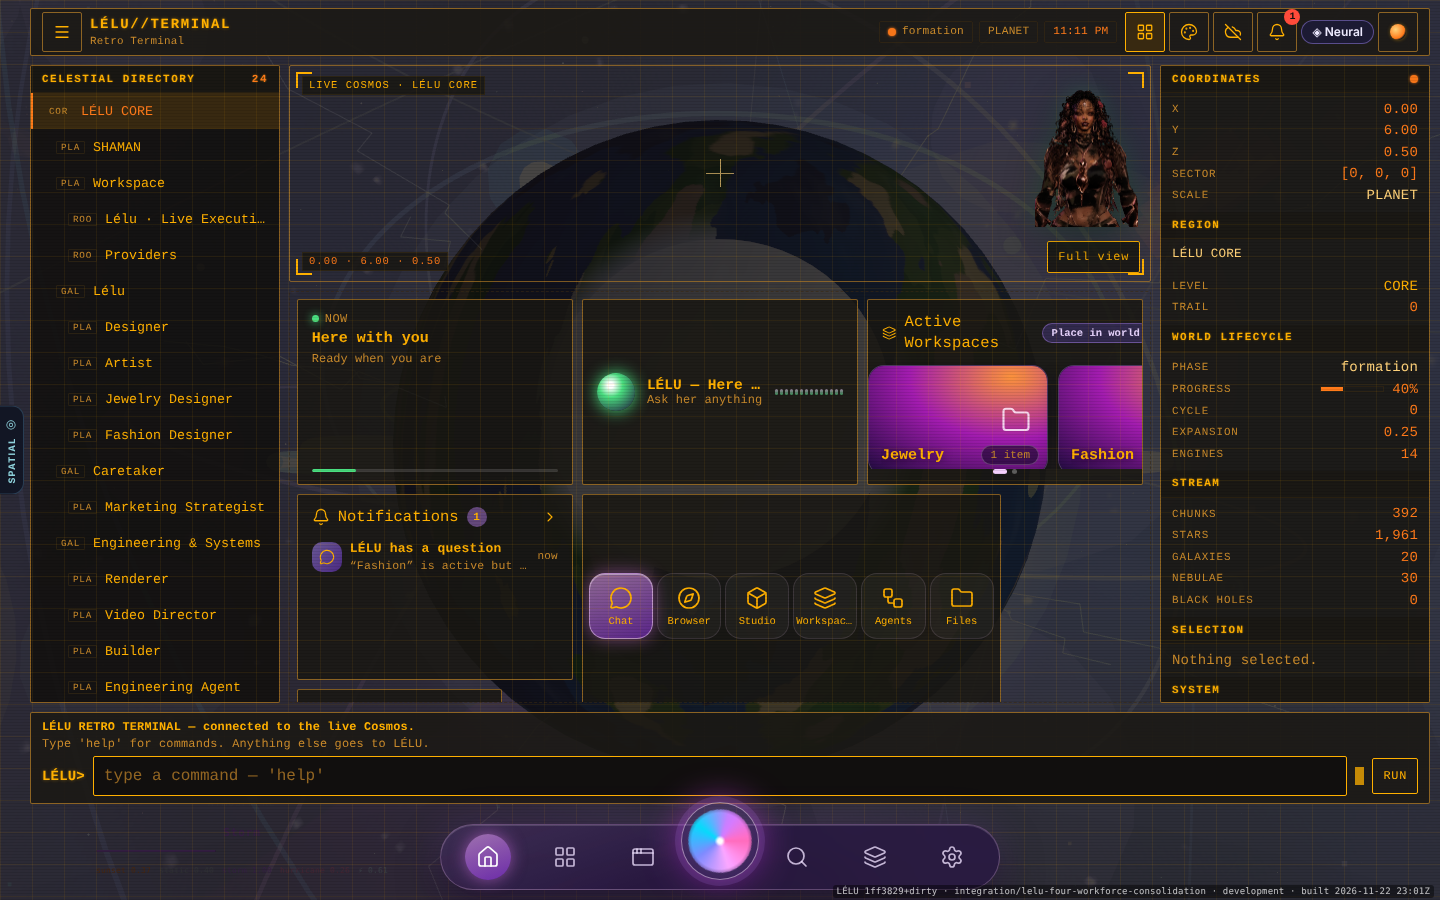 LÉLU//TERMINAL
Retro Terminal
formation
PLANET
11:11 PM
1
◈ Neural
CELESTIAL DIRECTORY 24
COR LÉLU CORE
PLA SHAMAN
PLA Workspace
ROO Lélu · Live Executi…
ROO Providers
GAL Lélu
PLA Designer
PLA Artist
PLA Jewelry Designer
PLA Fashion Designer
GAL Caretaker
PLA Marketing Strategist
GAL Engineering & Systems
PLA Renderer
PLA Video Director
PLA Builder
PLA Engineering Agent
SPATIAL ◎
LIVE COSMOS · LÉLU CORE
0.00 · 6.00 · 0.50
Full view
NOW
Here with you
Ready when you are
LÉLU — Here …
Ask her anything
Active
Workspaces
Place in world
Jewelry
1 item
Fashion
Notifications 1
LÉLU has a question
now
“Fashion” is active but …
Chat
Browser
Studio
Workspac…
Agents
Files
COORDINATES
X 0.00
Y 6.00
Z 0.50
SECTOR [0, 0, 0]
SCALE PLANET
REGION
LÉLU CORE
LEVEL CORE
TRAIL 0
WORLD LIFECYCLE
PHASE formation
PROGRESS 40%
CYCLE 0
EXPANSION 0.25
ENGINES 14
STREAM
CHUNKS 392
STARS 1,961
GALAXIES 20
NEBULAE 30
BLACK HOLES 0
SELECTION
Nothing selected.
SYSTEM
LÉLU RETRO TERMINAL — connected to the live Cosmos.
Type 'help' for commands. Anything else goes to LÉLU.
LÉLU> type a command — 'help'
RUN
LÉLU 1ff3829+dirty · integration/lelu-four-workforce-consolidation · development · built 2026-11-22 23:01Z